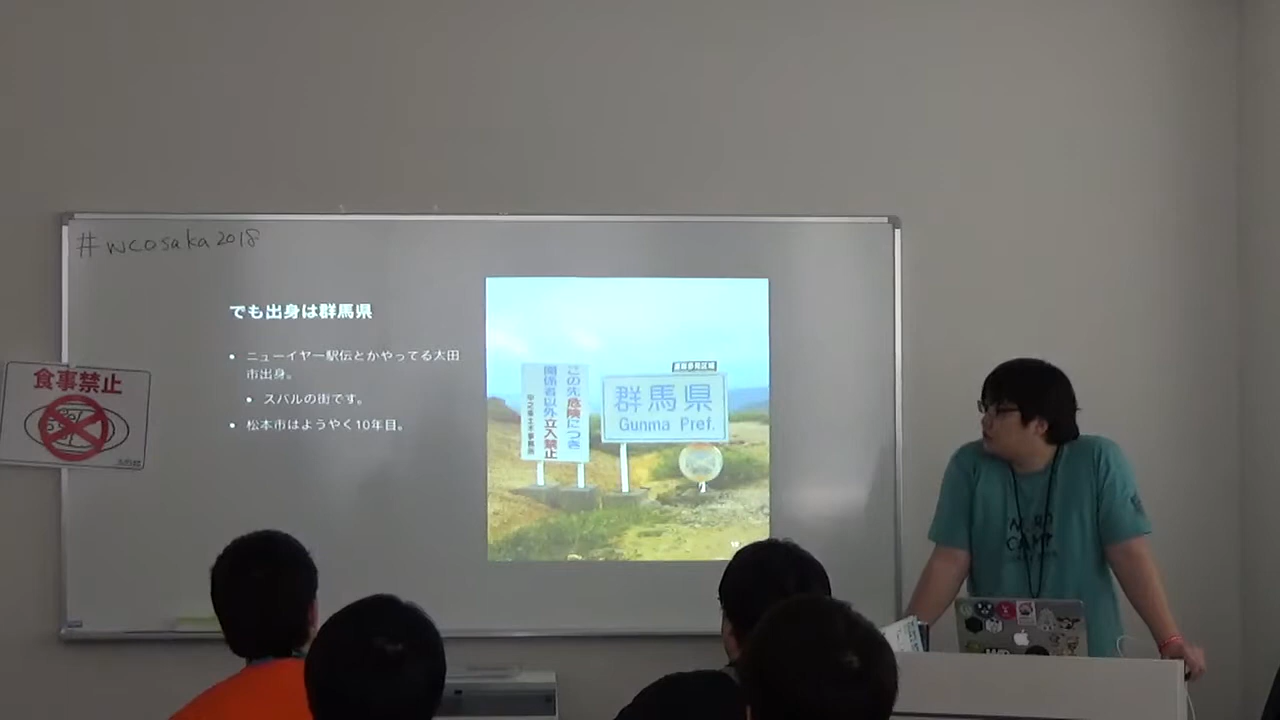 #wcosaka2018
でも出身は群馬県
• ニューイヤー駅伝とかやってる太田
市出身。
• スバルの街です。
• 松本市はようやく10年目。
この先危険につき
関係者以外立入禁止
群馬県
Gunma Pref.
食事禁止